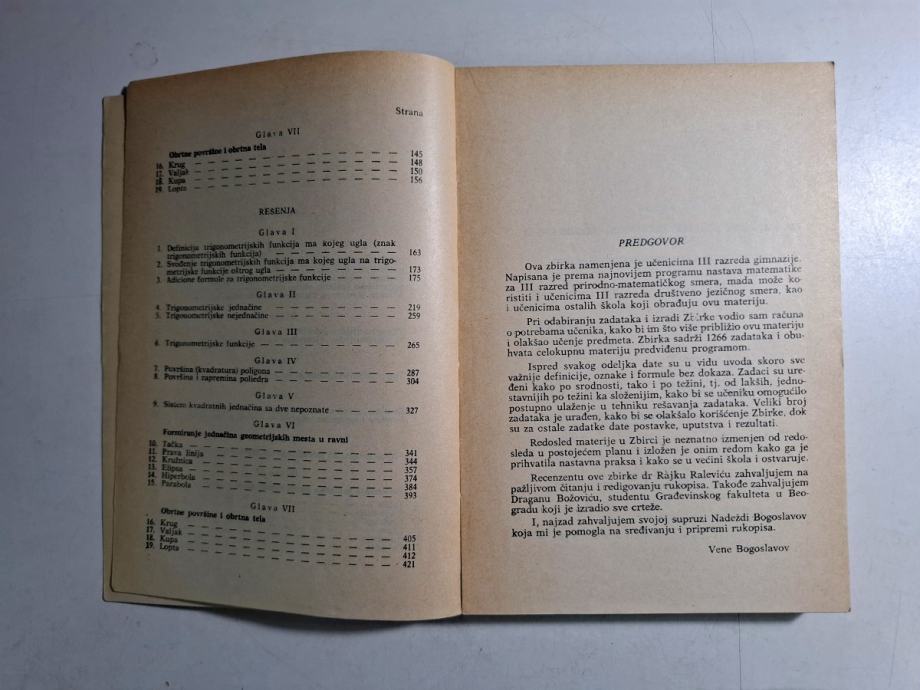 Strana
Glava VII
Obrtne površine i obrtna tela
16. Krug — — — — — — — — — — 145
17. Valjak — — — — — — — — — — 148
18. Kupa — — — — — — — — — — 150
19. Lopta — — — — — — — — — — 156
REŠENJA
Glava I
1. Definicija trigonometrijskih funkcija ma kojeg ugla (znak
trigonometrijskih funkcija) — — — — — — — 163
2. Svođenje trigonometrijskih funkcija ma kojeg ugla na trigo-
metrijske funkcije oštrog ugla — — — — — — 173
3. Adicione formule za trigonometrijske funkcije — — — 175
Glava II
4. Trigonometrijske jednačine — — — — — — 219
5. Trigonometrijske nejednačine — — — — — — 259
Glava III
6. Trigonometrijske funkcije — — — — — — 265
Glava IV
7. Površina (kvadratura) poligona — — — — — 287
8. Površina i zapremina poliedra — — — — — 304
Glava V
9. Sistem kvadratnih jednačina sa dve nepoznate — — — 327
Glava VI
Formiranje jednačina geometrijskih mesta u ravni
10. Tačka — — — — — — — — — 341
11. Prava linija — — — — — — — — 344
12. Kružnica — — — — — — — — 357
13. Elipsa — — — — — — — — — 374
14. Hiperbola — — — — — — — — 384
15. Parabola — — — — — — — — 393
Glava VII
Obrtne površine i obrtna tela
16. Krug — — — — — — — — — 405
17. Valjak — — — — — — — — — 411
18. Kupa — — — — — — — — — 412
19. Lopta — — — — — — — — — 421
PREDGOVOR
Ova zbirka namenjena je učenicima III razreda gimnazije.
Napisana je prema najnovijem programu nastava matematike
za III razred prirodno-matematičkog smera, mada može ko-
ristiti i učenicima III razreda društveno jezičnog smera, kao
i učenicima ostalih škola koji obrađuju ovu materiju.
Pri odabiranju zadataka i izradi Zbirke vodio sam računa
o potrebama učenika, kako bi im što više približio ovu materiju
i olakšao učenje predmeta. Zbirka sadrži 1266 zadataka i obu-
hvata celokupnu materiju predviđenu programom.
Ispred svakog odeljka date su u vidu uvoda skoro sve
važnije definicije, oznake i formule bez dokaza. Zadaci su ure-
đeni kako po srodnosti, tako i po težini, tj. od lakših, jedno-
stavnijih po težini ka složenijim, kako bi se učeniku omogućilo
postupno ulaženje u tehniku rešavanja zadataka. Veliki broj
zadataka je urađen, kako bi se olakšalo korišćenje Zbirke, dok
su za ostale zadatke date postavke, uputstva i rezultati.
Redosled materije u Zbirci je neznatno izmenjen od redo-
sleda u postojećem planu i izložen je onim redom kako ga je
prihvatila nastavna praksa i kako se u većini škola i ostvaruje.
Recenzentu ove zbirke dr Rajku Raleviću zahvaljujem na
pažljivom čitanju i redigovanju rukopisa. Takođe zahvaljujem
Draganu Božoviću, studentu Građevinskog fakulteta u Beo-
gradu koji je izradio sve crteže.
I, najzad zahvaljujem svojoj supruzi Nadeždi Bogoslavov
koja mi je pomogla na sređivanju i pripremi rukopisa.
Vene Bogoslavov